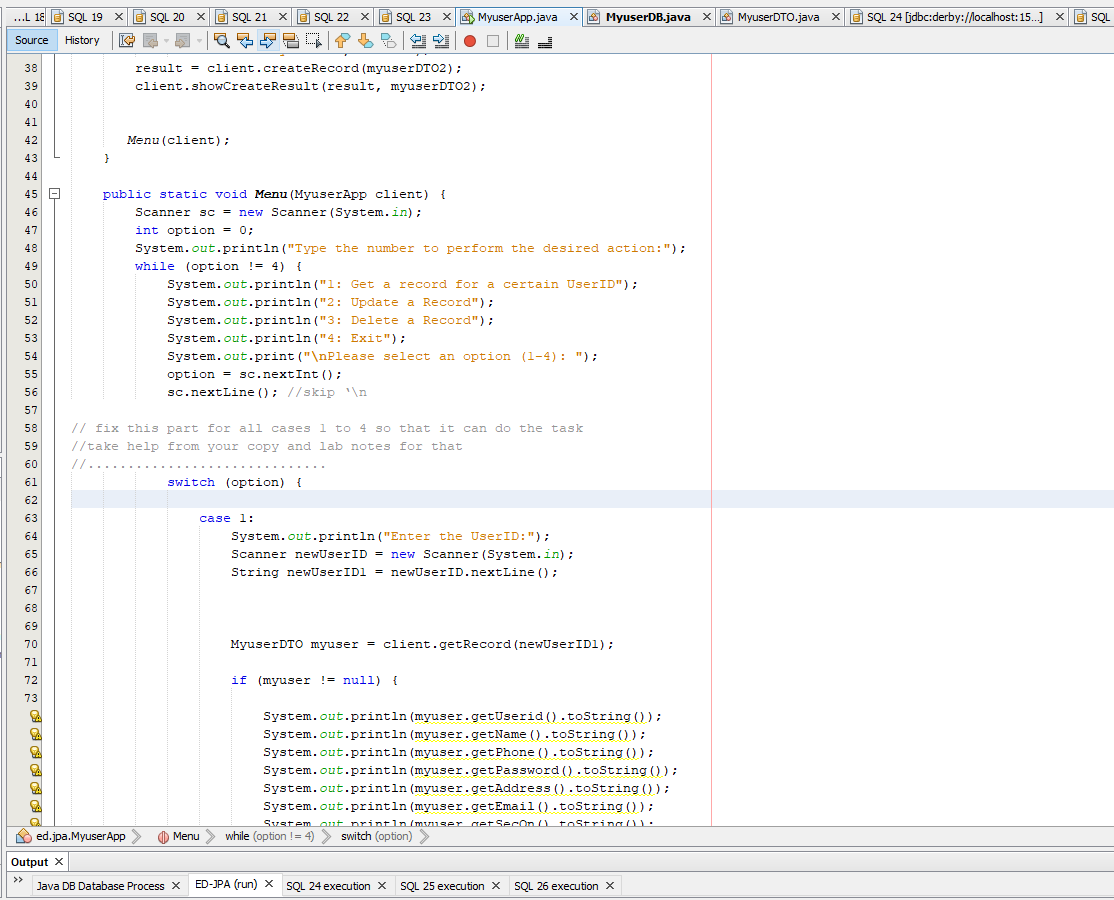 ...L 18 SQL 19 SQL 20 SQL 21 SQL 22 SQL 23 MyuserApp.java MyuserDB.java MyuserDTO.java SQL 24 [jdbc:derby://localhost:15...] SQL
Source History
38 result = client.createRecord(myuserDTO2);
39 client.showCreateResult(result, myuserDTO2);
40
41
42 Menu(client);
43 }
44
45 public static void Menu(MyuserApp client) {
46 Scanner sc = new Scanner(System.in);
47 int option = 0;
48 System.out.println("Type the number to perform the desired action:");
49 while (option != 4) {
50 System.out.println("1: Get a record for a certain UserID");
51 System.out.println("2: Update a Record");
52 System.out.println("3: Delete a Record");
53 System.out.println("4: Exit");
54 System.out.print("\nPlease select an option (1-4): ");
55 option = sc.nextInt();
56 sc.nextLine(); //skip ‘\n
57
58 // fix this part for all cases 1 to 4 so that it can do the task
59 //take help from your copy and lab notes for that
60 //..............................
61 switch (option) {
62
63 case 1:
64 System.out.println("Enter the UserID:");
65 Scanner newUserID = new Scanner(System.in);
66 String newUserID1 = newUserID.nextLine();
67
68
69
70 MyuserDTO myuser = client.getRecord(newUserID1);
71
72 if (myuser != null) {
73
System.out.println(myuser.getUserid().toString());
System.out.println(myuser.getName().toString());
System.out.println(myuser.getPhone().toString());
System.out.println(myuser.getPassword().toString());
System.out.println(myuser.getAddress().toString());
System.out.println(myuser.getEmail().toString());
System.out.println(myuser.getSecQn().toString());
ed.jpa.MyuserApp Menu while (option != 4) switch (option)
Output
Java DB Database Process ED-JPA (run) SQL 24 execution SQL 25 execution SQL 26 execution